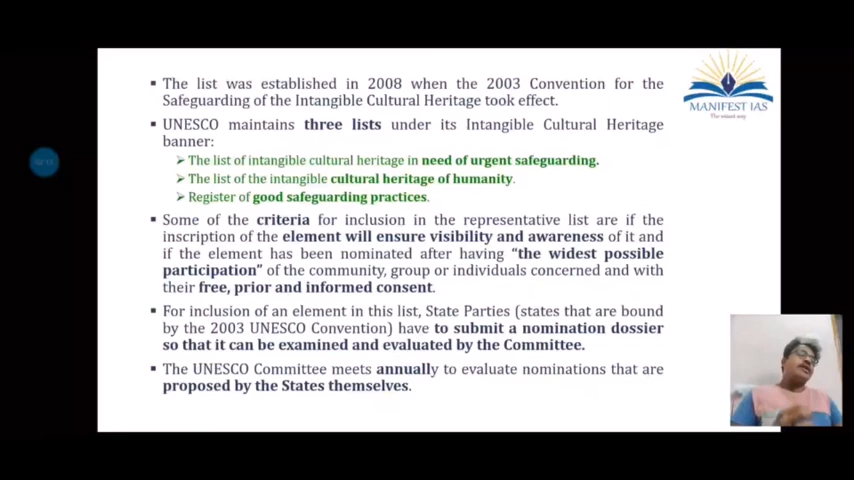 The list was established in 2008 when the 2003 Convention for the
Safeguarding of the Intangible Cultural Heritage took effect.
UNESCO maintains three lists under its Intangible Cultural Heritage
banner:
The list of intangible cultural heritage in need of urgent safeguarding.
The list of the intangible cultural heritage of humanity.
Register of good safeguarding practices.
Some of the criteria for inclusion in the representative list are if the
inscription of the element will ensure visibility and awareness of it and
if the element has been nominated after having "the widest possible
participation" of the community, group or individuals concerned and with
their free, prior and informed consent.
For inclusion of an element in this list, State Parties (states that are bound
by the 2003 UNESCO Convention) have to submit a nomination dossier
so that it can be examined and evaluated by the Committee.
The UNESCO Committee meets annually to evaluate nominations that are
proposed by the States themselves.
MANIFEST IAS